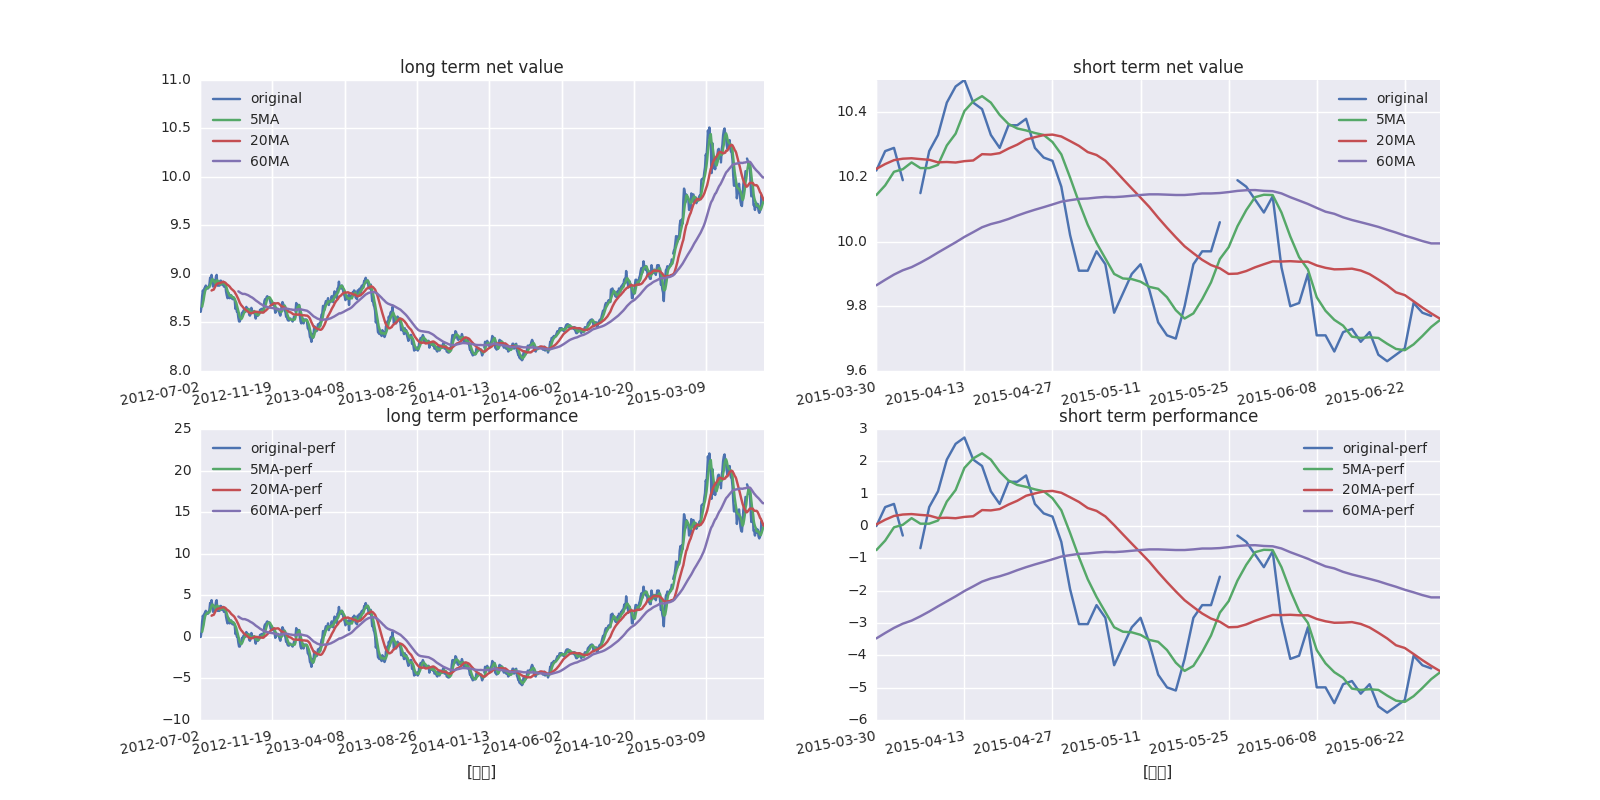 long term net value
11.0
10.5
10.0
9.5
9.0
8.5
8.0
original
5MA
20MA
60MA
2012-07-02 2012-11-19 2013-04-08 2013-08-26 2014-01-13 2014-06-02 2014-10-20 2015-03-09
short term net value
10.4
10.2
10.0
9.8
9.6
original
5MA
20MA
60MA
2015-03-30 2015-04-13 2015-04-27 2015-05-11 2015-05-25 2015-06-08 2015-06-22
long term performance
25
20
15
10
5
0
−5
−10
original-perf
5MA-perf
20MA-perf
60MA-perf
2012-07-02 2012-11-19 2013-04-08 2013-08-26 2014-01-13 2014-06-02 2014-10-20 2015-03-09
[▯▯]
short term performance
3
2
1
0
−1
−2
−3
−4
−5
−6
original-perf
5MA-perf
20MA-perf
60MA-perf
2015-03-30 2015-04-13 2015-04-27 2015-05-11 2015-05-25 2015-06-08 2015-06-22
[▯▯]